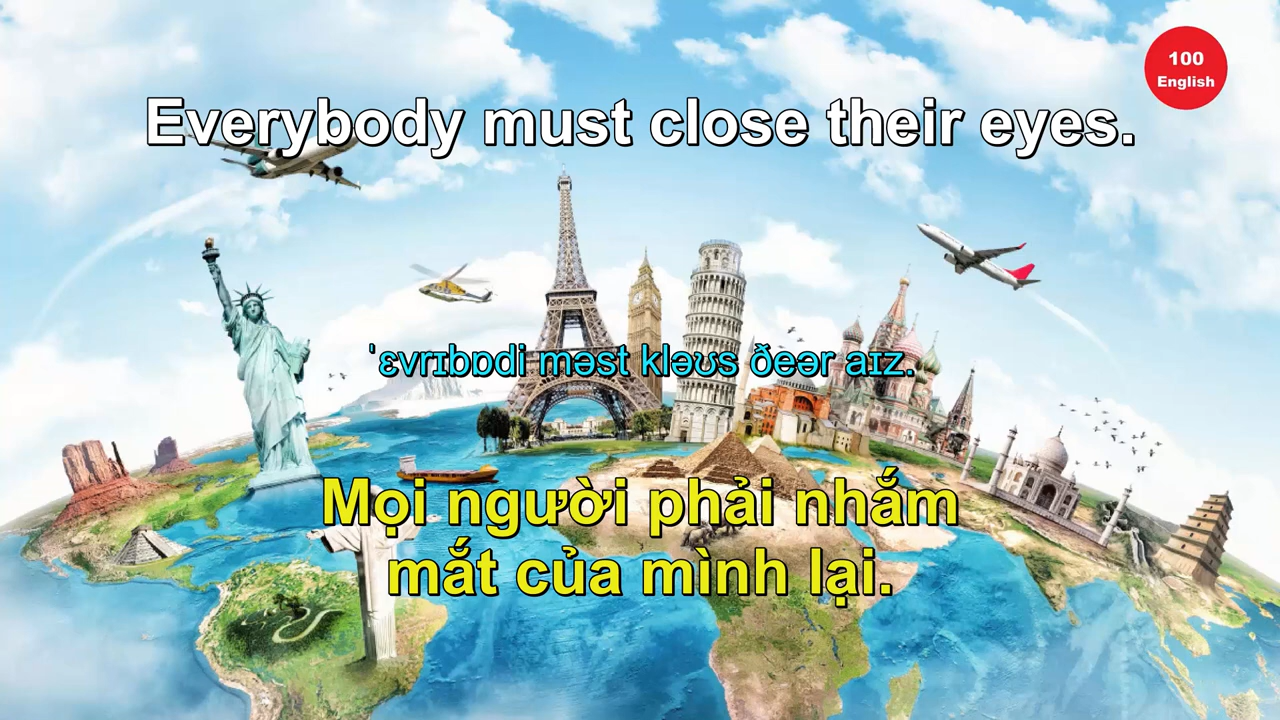 100
English
Everybody must close their eyes.
ˈɛvrɪbɒdi məst kləʊs ðeər aɪz.
Mọi người phải nhắm
mắt của mình lại.